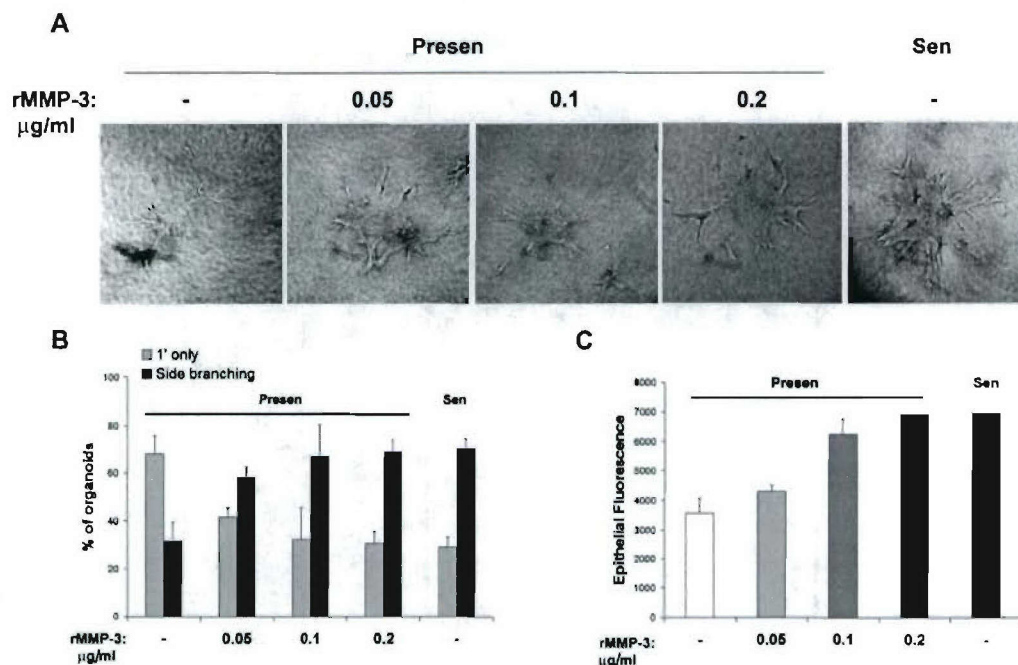 A
Presen Sen
rMMP-3: - 0.05 0.1 0.2 -
μg/ml
B
1' only
Side branching
Presen Sen
100
80
60
40
20
0
% of organoids
rMMP-3: - 0.05 0.1 0.2 -
μg/ml
C
Presen Sen
8000
7000
6000
5000
4000
3000
2000
1000
0
Epithelial Fluorescence
rMMP-3: - 0.05 0.1 0.2 -
μg/ml